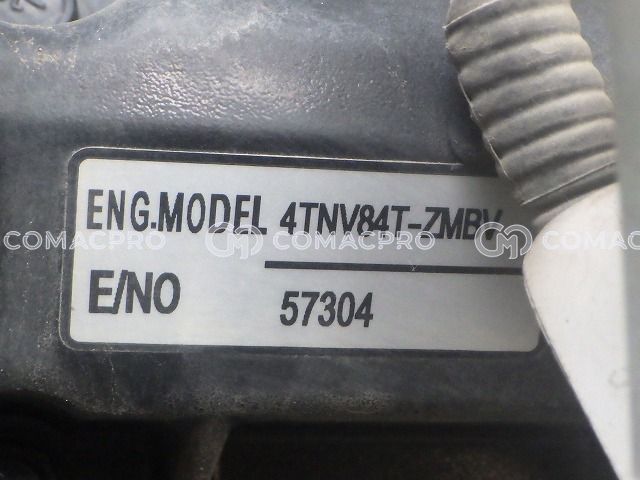 ENG.MODEL 4TNV84T-ZMBV
E/NO 57304
COMACPRO COMACPRO COMACPRO